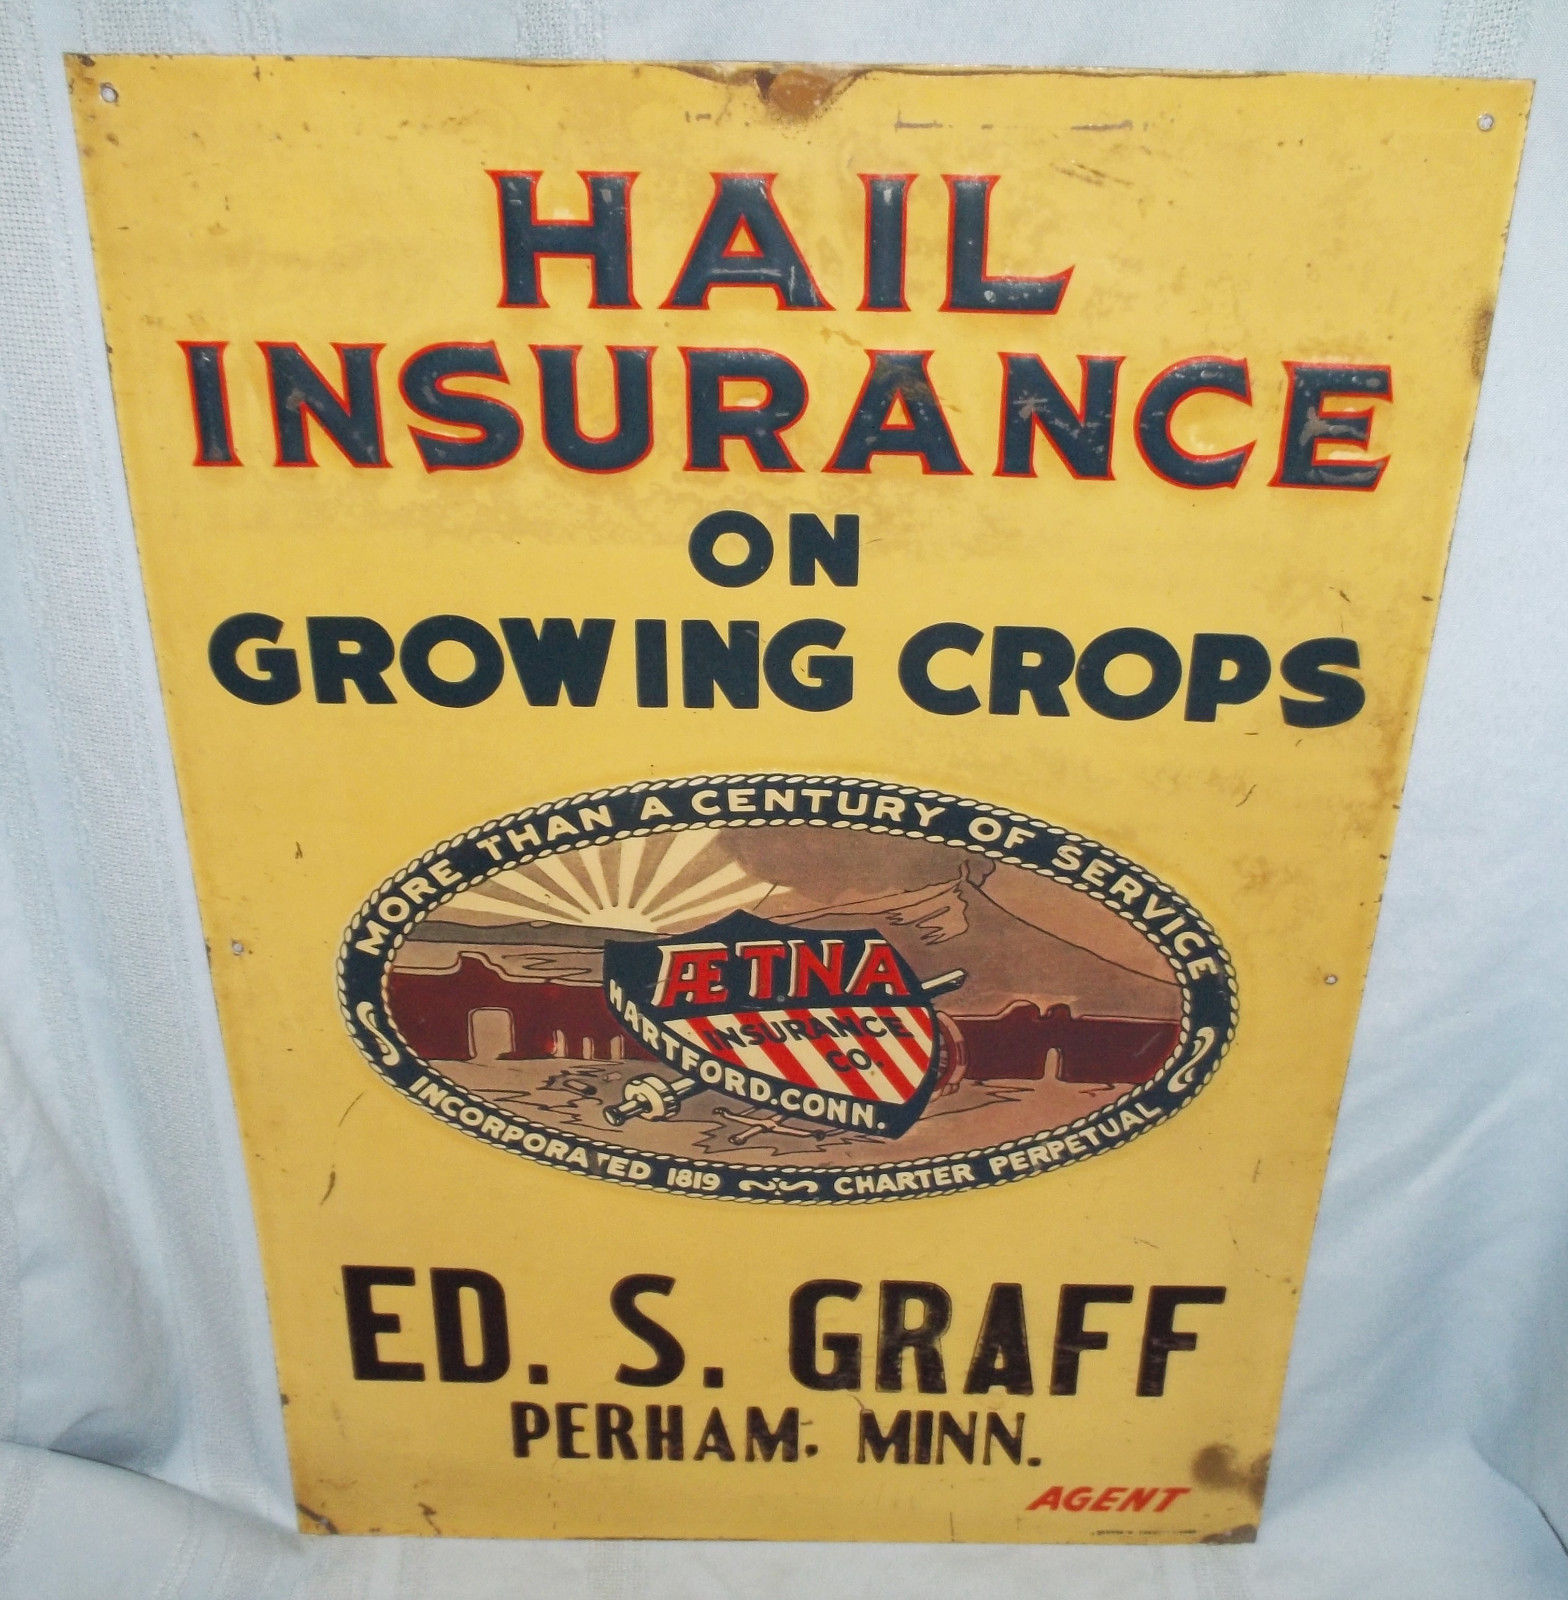 HAIL
INSURANCE
ON
GROWING CROPS
MORE THAN A CENTURY OF SERVICE
ÆTNA
INSURANCE
CO.
HARTFORD. CONN.
INCORPORATED 1819 CHARTER PERPETUAL
ED. S. GRAFF
PERHAM, MINN.
AGENT